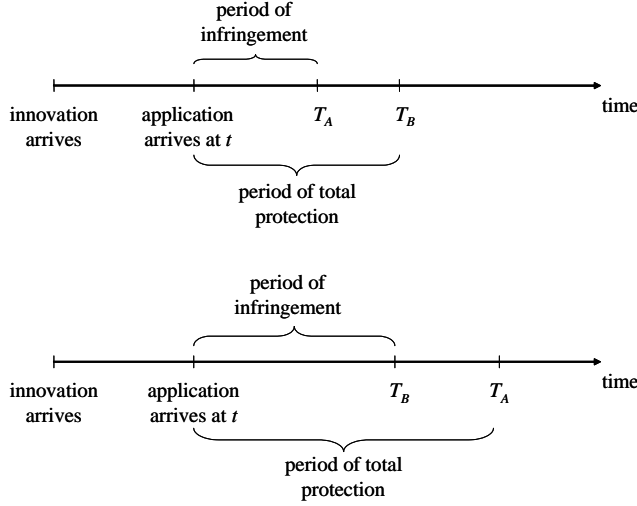 period of
infringement
time
innovation
arrives
application
arrives at t
T_A
T_B
period of total
protection
period of
infringement
time
innovation
arrives
application
arrives at t
T_B
T_A
period of total
protection